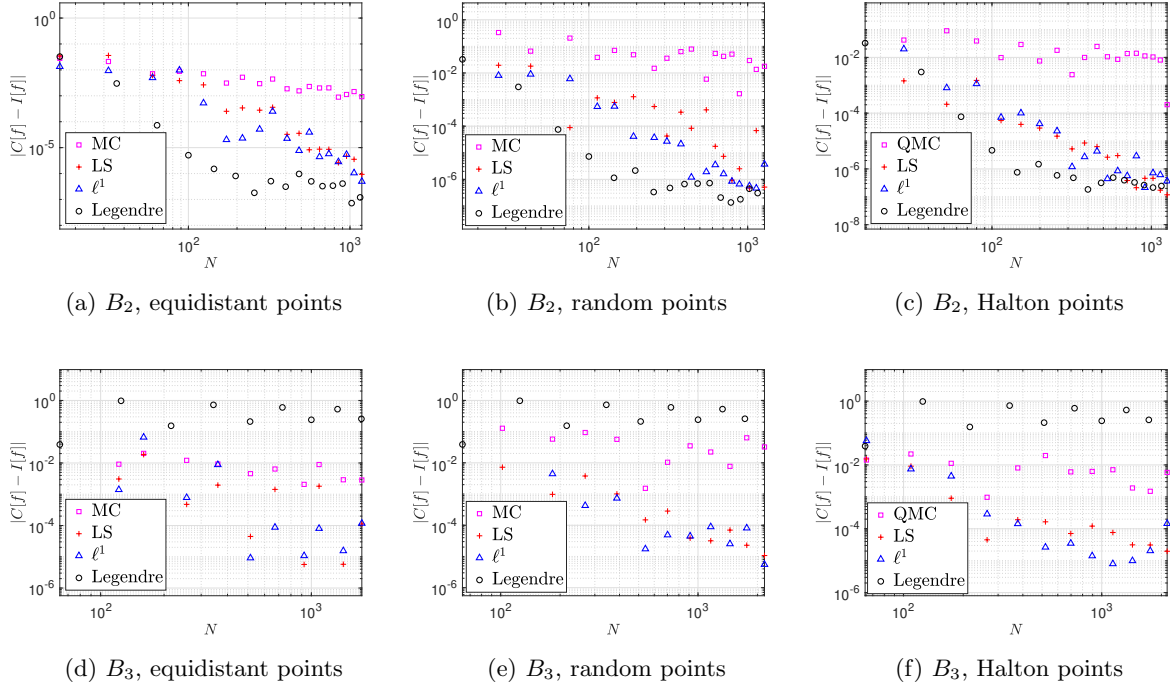 |C[f] − I[f]|
10^0
10^-5
MC
LS
ℓ^1
Legendre
10^2
10^3
N
(a) B_2, equidistant points
|C[f] − I[f]|
10^0
10^-2
10^-4
10^-6
MC
LS
ℓ^1
Legendre
10^2
10^3
N
(b) B_2, random points
|C[f] − I[f]|
10^-2
10^-4
10^-6
10^-8
QMC
LS
ℓ^1
Legendre
10^2
10^3
N
(c) B_2, Halton points
|C[f] − I[f]|
10^0
10^-2
10^-4
10^-6
MC
LS
ℓ^1
Legendre
10^2
10^3
N
(d) B_3, equidistant points
|C[f] − I[f]|
10^0
10^-2
10^-4
10^-6
MC
LS
ℓ^1
Legendre
10^2
10^3
N
(e) B_3, random points
|C[f] − I[f]|
10^0
10^-2
10^-4
10^-6
QMC
LS
ℓ^1
Legendre
10^2
10^3
N
(f) B_3, Halton points